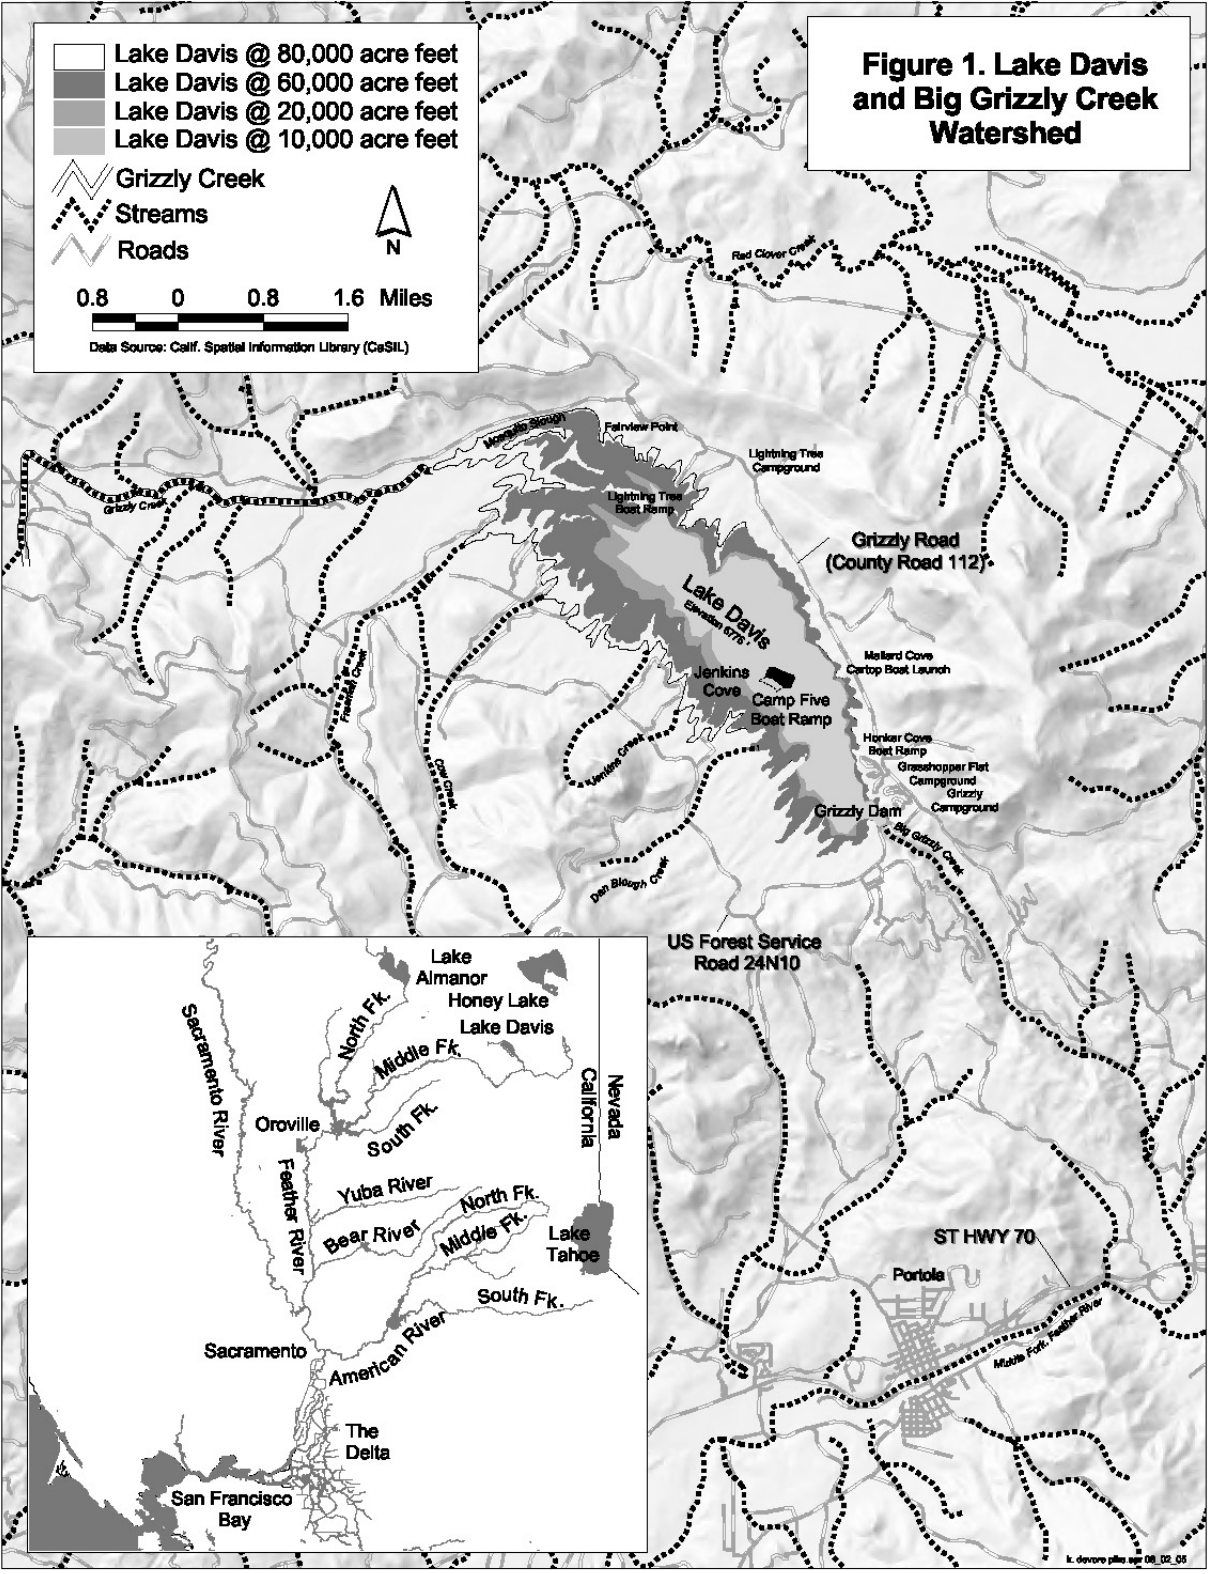 Lake Davis @ 80,000 acre feet
Lake Davis @ 60,000 acre feet
Lake Davis @ 20,000 acre feet
Lake Davis @ 10,000 acre feet
Grizzly Creek
Streams
Roads
N
0.8 0 0.8 1.6 Miles
Data Source: Calif. Spatial Information Library (CaSIL)
Figure 1. Lake Davis
and Big Grizzly Creek
Watershed
Red Clover Creek
Mosquito Slough
Fairview Point
Lightning Tree
Campground
Grizzly Creek
Lightning Tree
Boat Ramp
Grizzly Road
(County Road 112)
Lake Davis
Elevation 5775'
Mallard Cove
Cartop Boat Launch
Jenkins
Cove
Camp Five
Boat Ramp
Freeman Creek
Cow Creek
Jenkins Creek
Honker Cove
Boat Ramp
Grasshopper Flat
Campground
Grizzly
Campground
Grizzly Dam
Big Grizzly Creek
Dan Blough Creek
US Forest Service
Road 24N10
Lake
Almanor
Honey Lake
Lake Davis
North Fk.
Middle Fk.
Sacramento River
Nevada
California
Oroville
South Fk.
Feather River
Yuba River
North Fk.
Bear River
Middle Fk.
Lake
Tahoe
South Fk.
Sacramento
American River
The
Delta
San Francisco
Bay
ST HWY 70
Portola
Middle Fork, Feather River